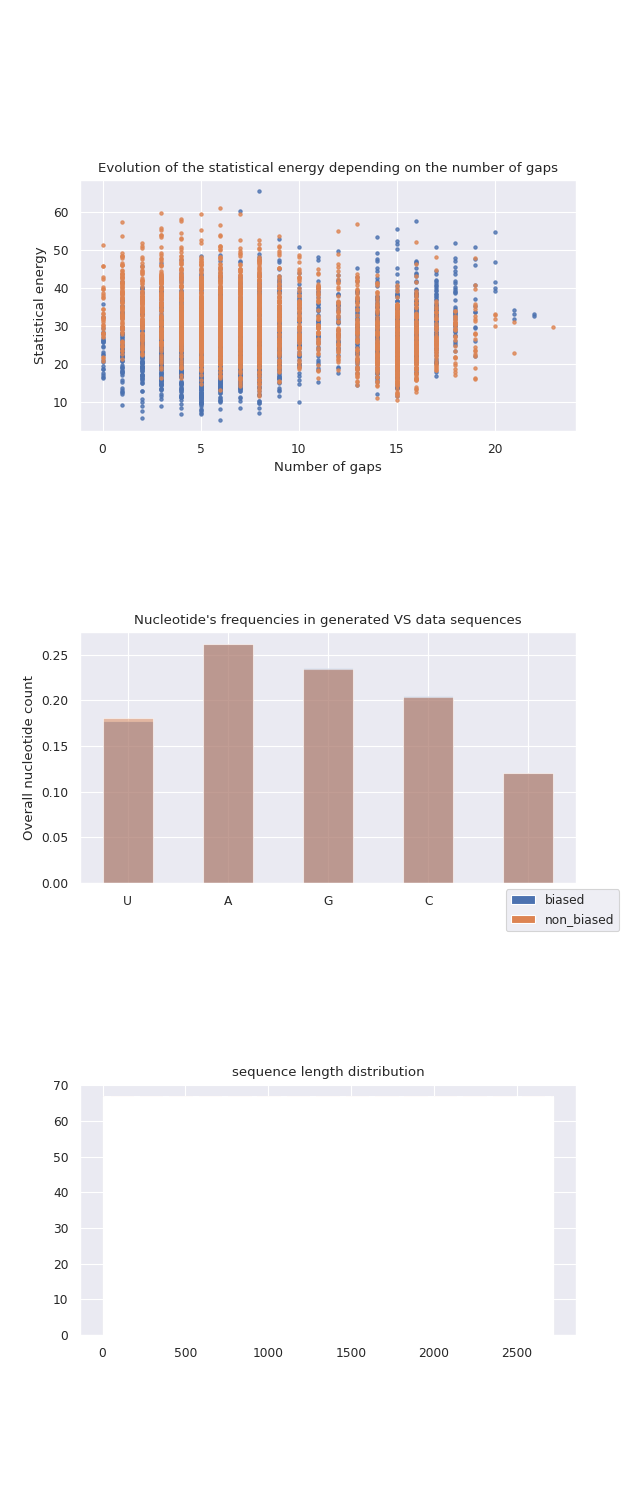 Evolution of the statistical energy depending on the number of gaps
Statistical energy
60
50
40
30
20
10
0 5 10 15 20
Number of gaps
Nucleotide's frequencies in generated VS data sequences
Overall nucleotide count
0.25
0.20
0.15
0.10
0.05
0.00
U A G C
biased
non_biased
sequence length distribution
70
60
50
40
30
20
10
0
0 500 1000 1500 2000 2500